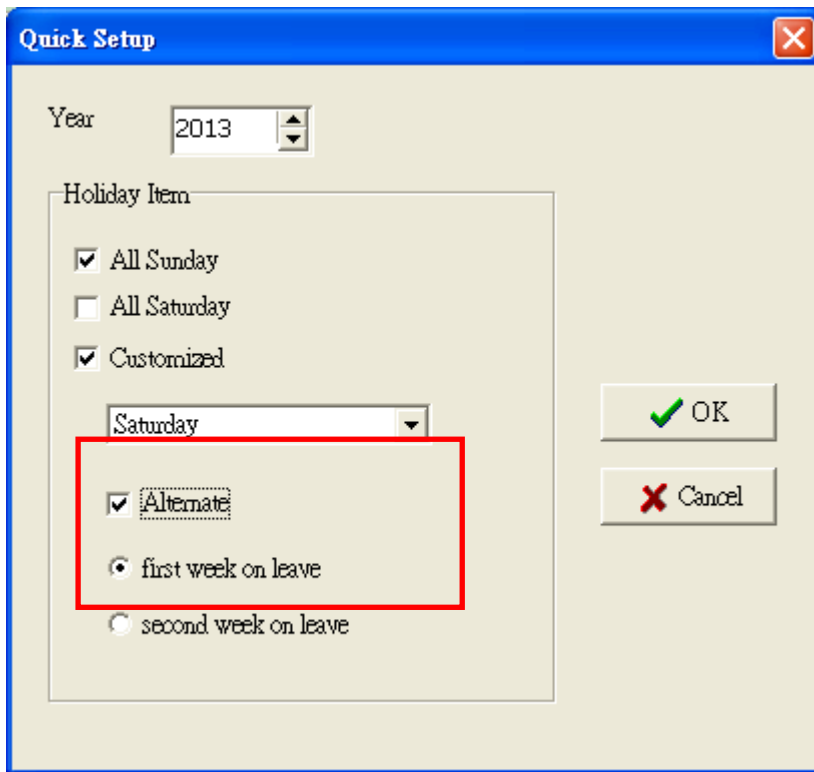 Quick Setup
Year
2013
Holiday Item
All Sunday
All Saturday
Customized
Saturday
OK
Alternate
Cancel
first week on leave
second week on leave